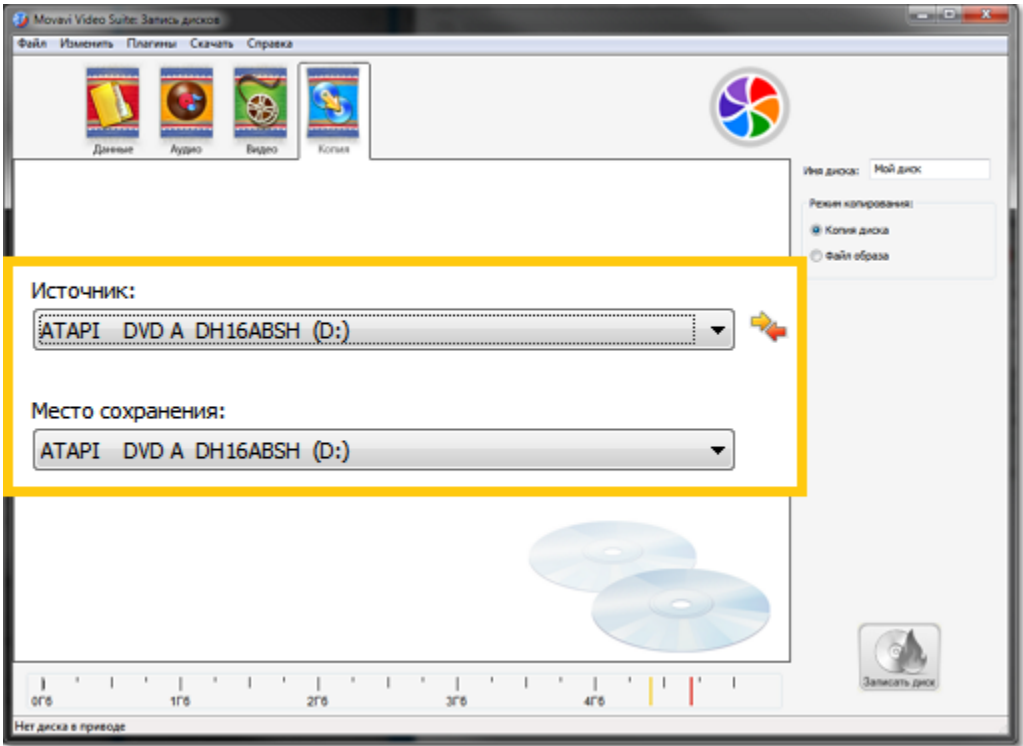 Movavi Video Suite: Запись дисков
Файл Изменить Плагины Скачать Справка
Данные Аудио Видео Копия
Имя диска: Мой диск
Режим копирования:
Копия диска
Файл образа
Источник:
ATAPI DVD A DH16ABSH (D:)
Место сохранения:
ATAPI DVD A DH16ABSH (D:)
Записать диск
0Гб 1Гб 2Гб 3Гб 4Гб
Нет диска в приводе